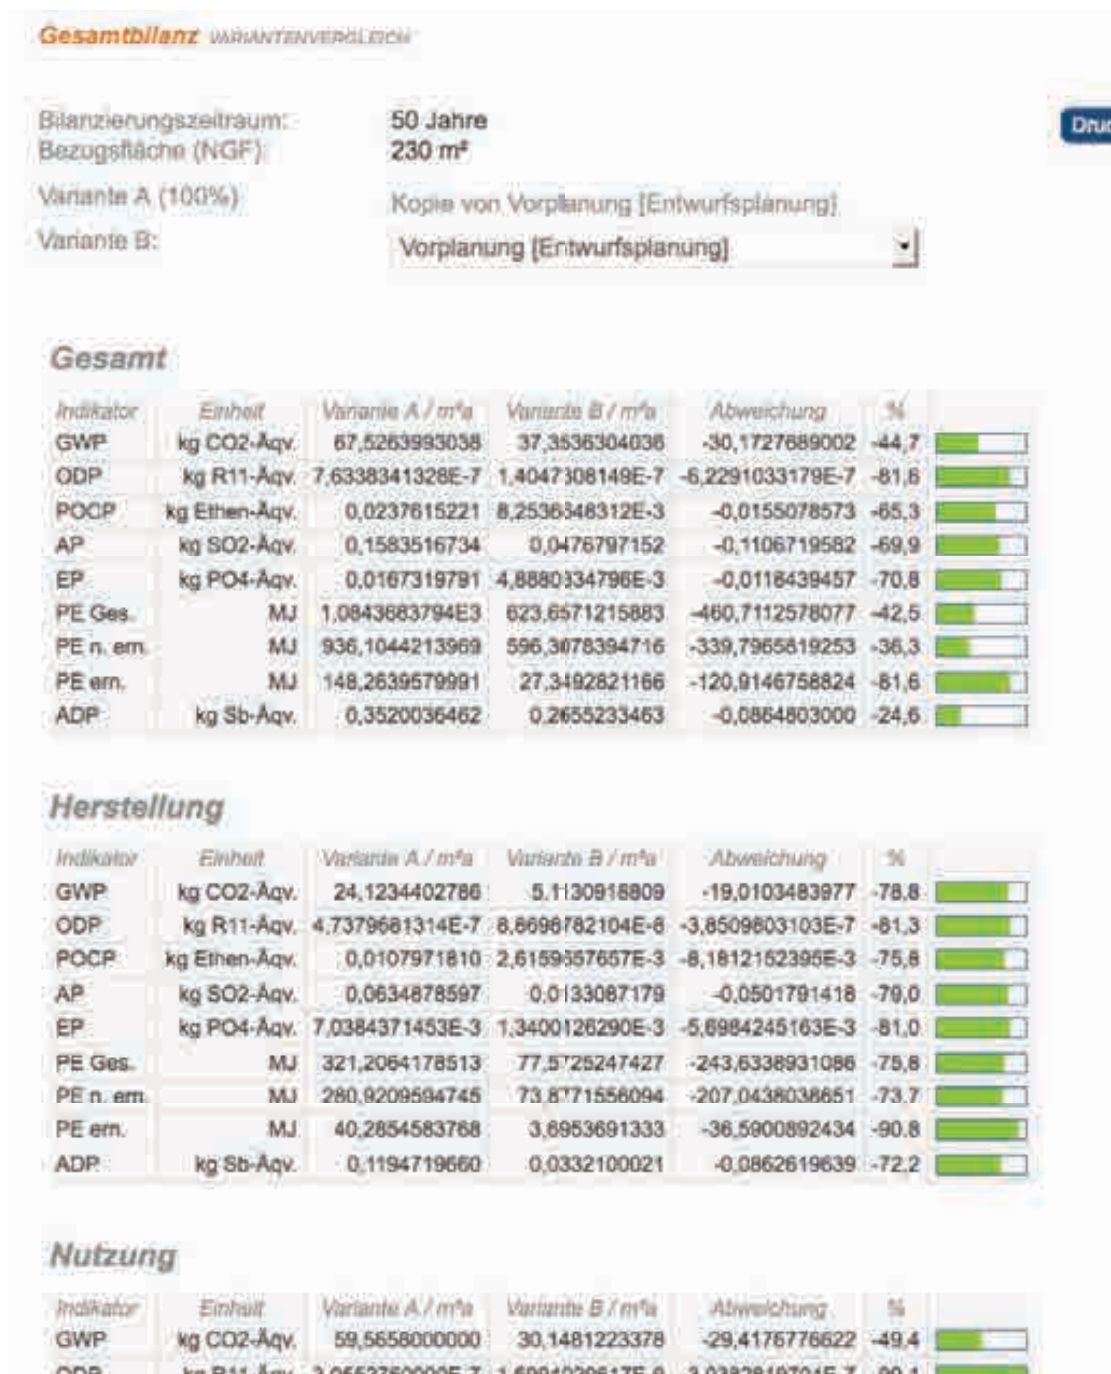 Gesamtbilanz VARIANTENVERGLEICH
Bilanzierungszeitraum: 50 Jahre
Druc
Bezugsfläche (NGF): 230 m²
Variante A (100%) Kopie von Vorplanung [Entwurfsplanung]
Variante B: Vorplanung [Entwurfsplanung]
Gesamt
Indikator Einheit Variante A / m²a Variante B / m²a Abweichung %
GWP kg CO2-Äqv. 67,5263993038 37,3536304036 -30,1727689002 -44,7
ODP kg R11-Äqv. 7,6338341328E-7 1,4047308149E-7 -6,2291033179E-7 -81,6
POCP kg Ethen-Äqv. 0,0237615221 8,2536648312E-3 -0,0155078573 -65,3
AP kg SO2-Äqv. 0,1583516734 0,0476797152 -0,1106719582 -69,9
EP kg PO4-Äqv. 0,0167319791 4,8880334796E-3 -0,0118439457 -70,8
PE Ges. MJ 1,0843683794E3 623,6571215883 -460,7112578077 -42,5
PE n. ern. MJ 936,1044213969 596,3078394716 -339,7965819253 -36,3
PE ern. MJ 148,2639579991 27,3492821166 -120,9146758824 -81,6
ADP kg Sb-Äqv. 0,3520036462 0,2655233463 -0,0864803000 -24,6
Herstellung
Indikator Einheit Variante A / m²a Variante B / m²a Abweichung %
GWP kg CO2-Äqv. 24,1234402786 5,1130918809 -19,0103483977 -78,8
ODP kg R11-Äqv. 4,7379681314E-7 8,8698782104E-8 -3,8509803103E-7 -81,3
POCP kg Ethen-Äqv. 0,0107971810 2,6159657657E-3 -8,1812152395E-3 -75,8
AP kg SO2-Äqv. 0,0634878597 0,0133087179 -0,0501791418 -79,0
EP kg PO4-Äqv. 7,0384371453E-3 1,3400126290E-3 -5,6984245163E-3 -81,0
PE Ges. MJ 321,2064178513 77,5725247427 -243,6338931086 -75,8
PE n. ern. MJ 280,9209594745 73,8771556094 -207,0438038651 -73,7
PE ern. MJ 40,2854583768 3,6953691333 -36,5900892434 -90,8
ADP kg Sb-Äqv. 0,1194719660 0,0332100021 -0,0862619639 -72,2
Nutzung
Indikator Einheit Variante A / m²a Variante B / m²a Abweichung %
GWP kg CO2-Äqv. 59,5658000000 30,1481223378 -29,4176776622 -49,4
ODP kg R11-Äqv.